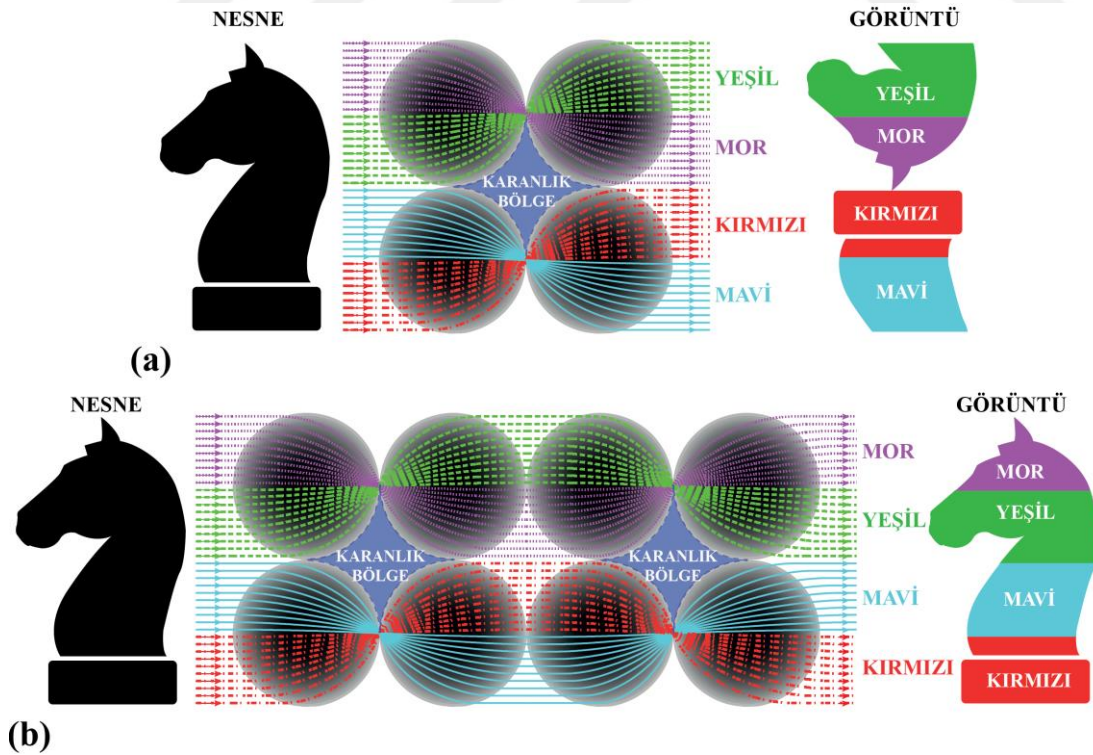 NESNE
GÖRÜNTÜ
YEŞİL
YEŞİL
MOR
MOR
KARANLIK
BÖLGE
KIRMIZI
KIRMIZI
MAVİ
MAVİ
(a)
NESNE
GÖRÜNTÜ
MOR
MOR
YEŞİL
YEŞİL
KARANLIK
BÖLGE
KARANLIK
BÖLGE
MAVİ
MAVİ
KIRMIZI
KIRMIZI
(b)